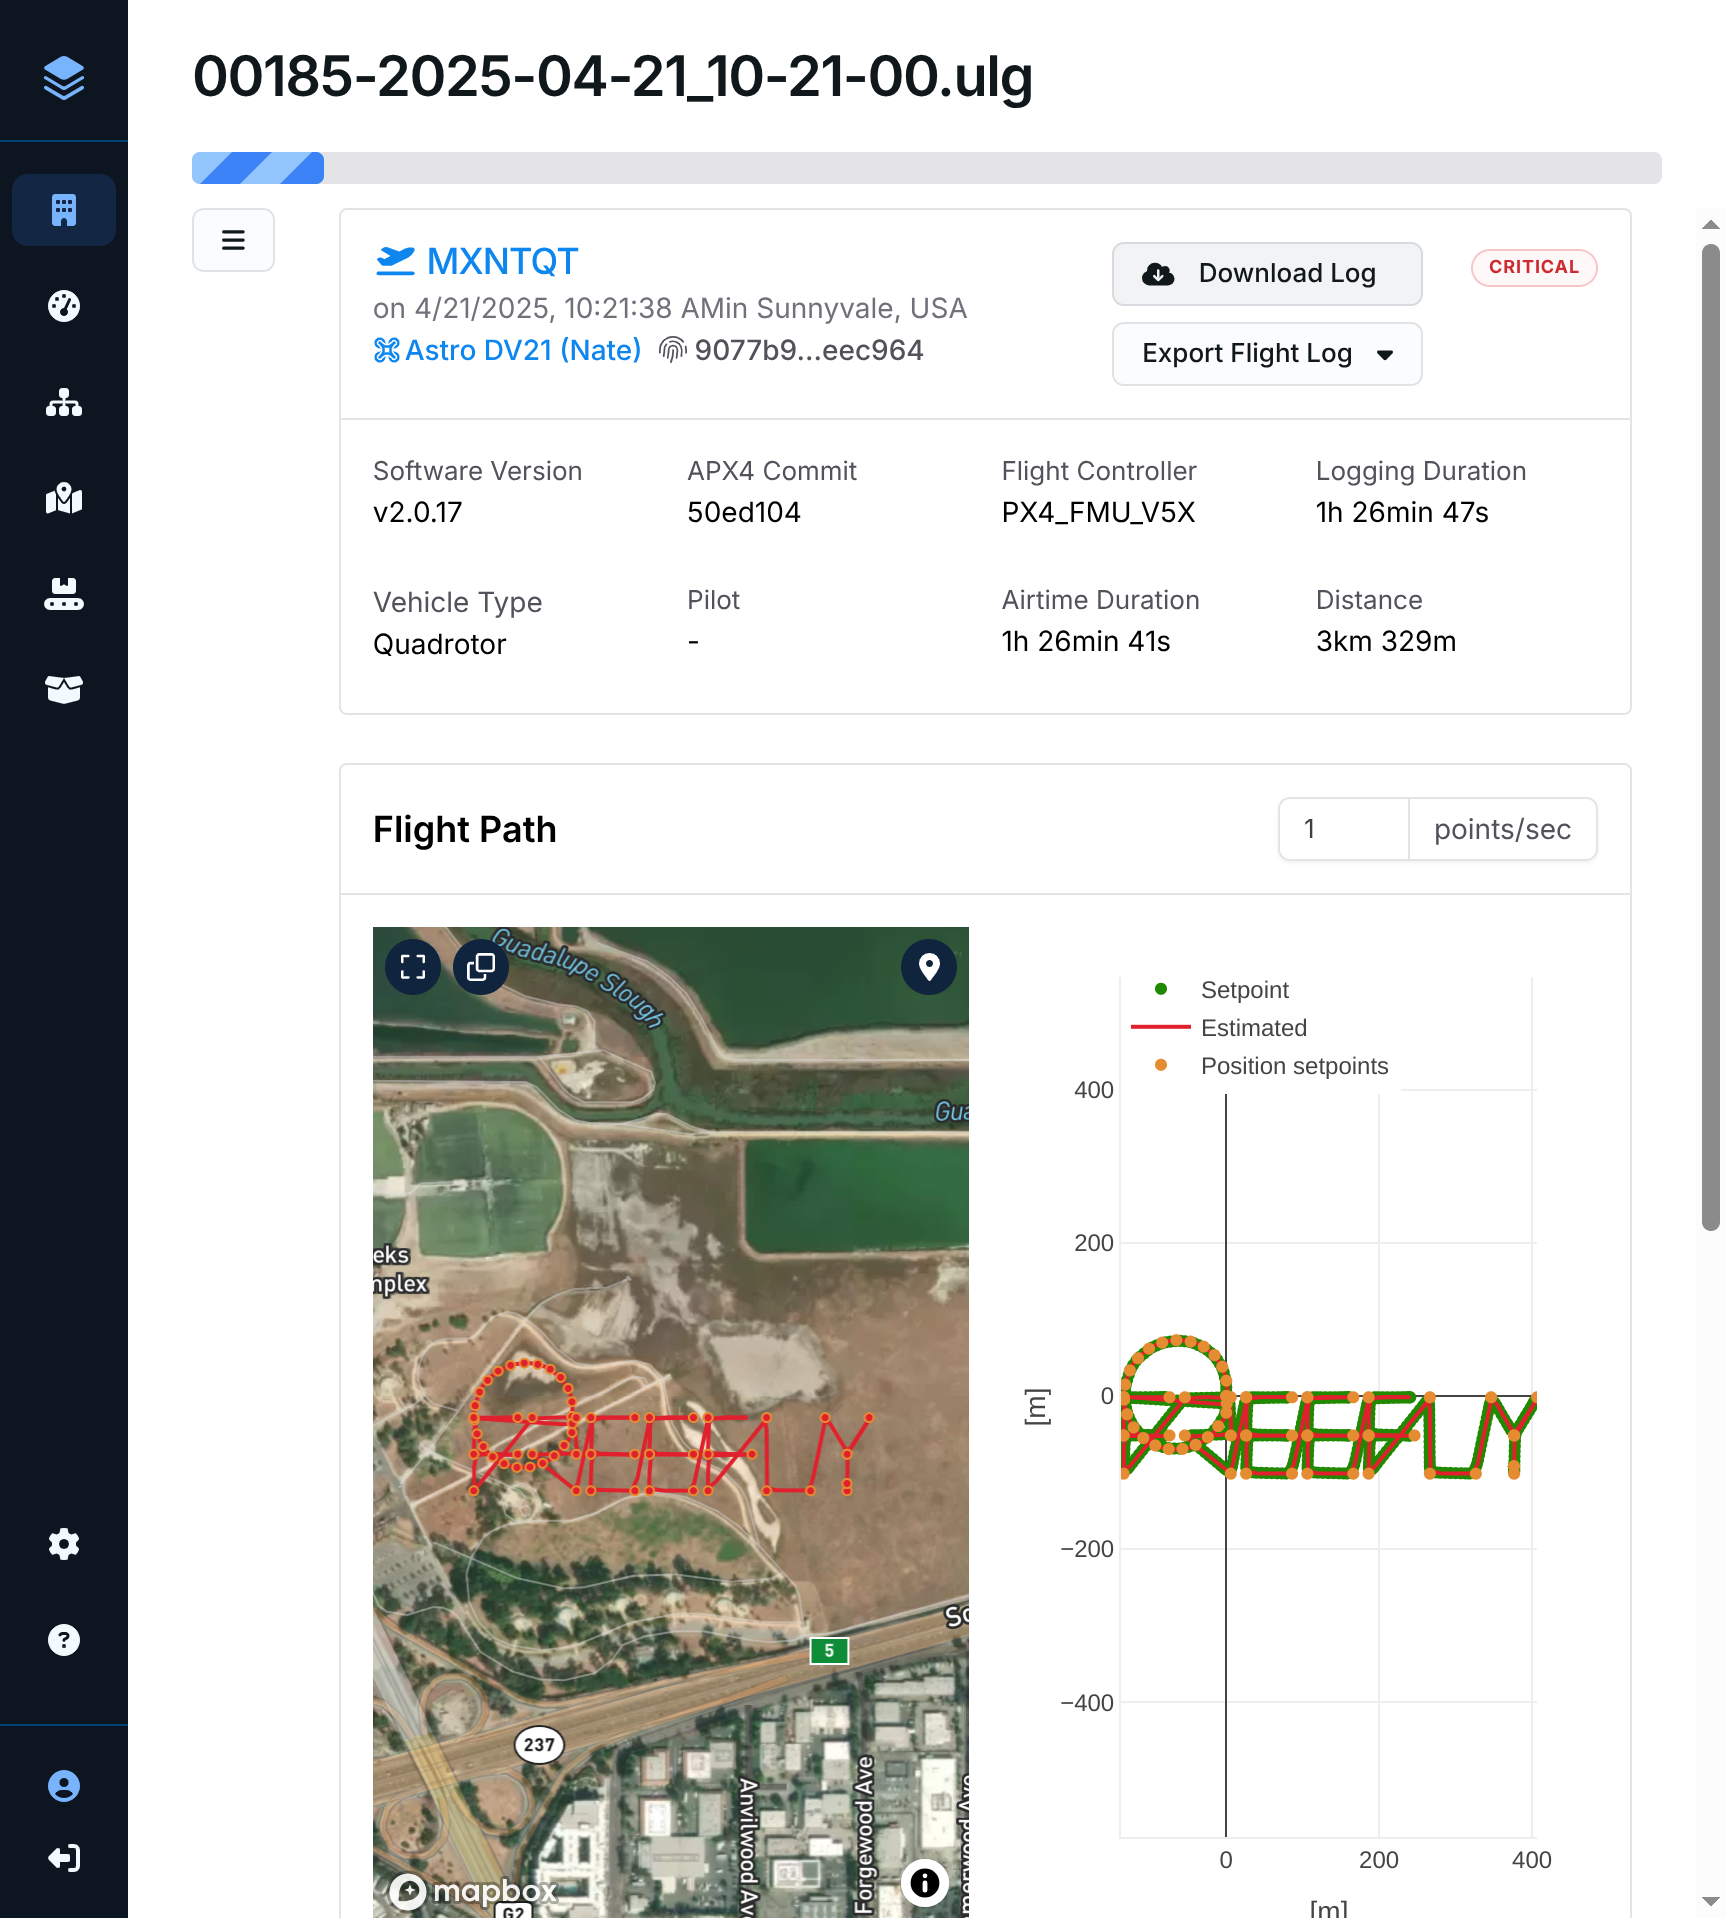 00185-2025-04-21_10-21-00.ulg
MXNTQT
on 4/21/2025, 10:21:38 AMin Sunnyvale, USA
Astro DV21 (Nate) 9077b9...eec964
Download Log
Export Flight Log
CRITICAL
Software Version
v2.0.17
APX4 Commit
50ed104
Flight Controller
PX4_FMU_V5X
Logging Duration
1h 26min 47s
Vehicle Type
Quadrotor
Pilot
-
Airtime Duration
1h 26min 41s
Distance
3km 329m
Flight Path
1 points/sec
Guadalupe Slough
Gua
eks
nplex
5
237
Anvilwood Av
Forgewood Ave
G2
mapbox
Setpoint
Estimated
Position setpoints
400
200
0
−200
−400
[m]
0 200 400
[m]